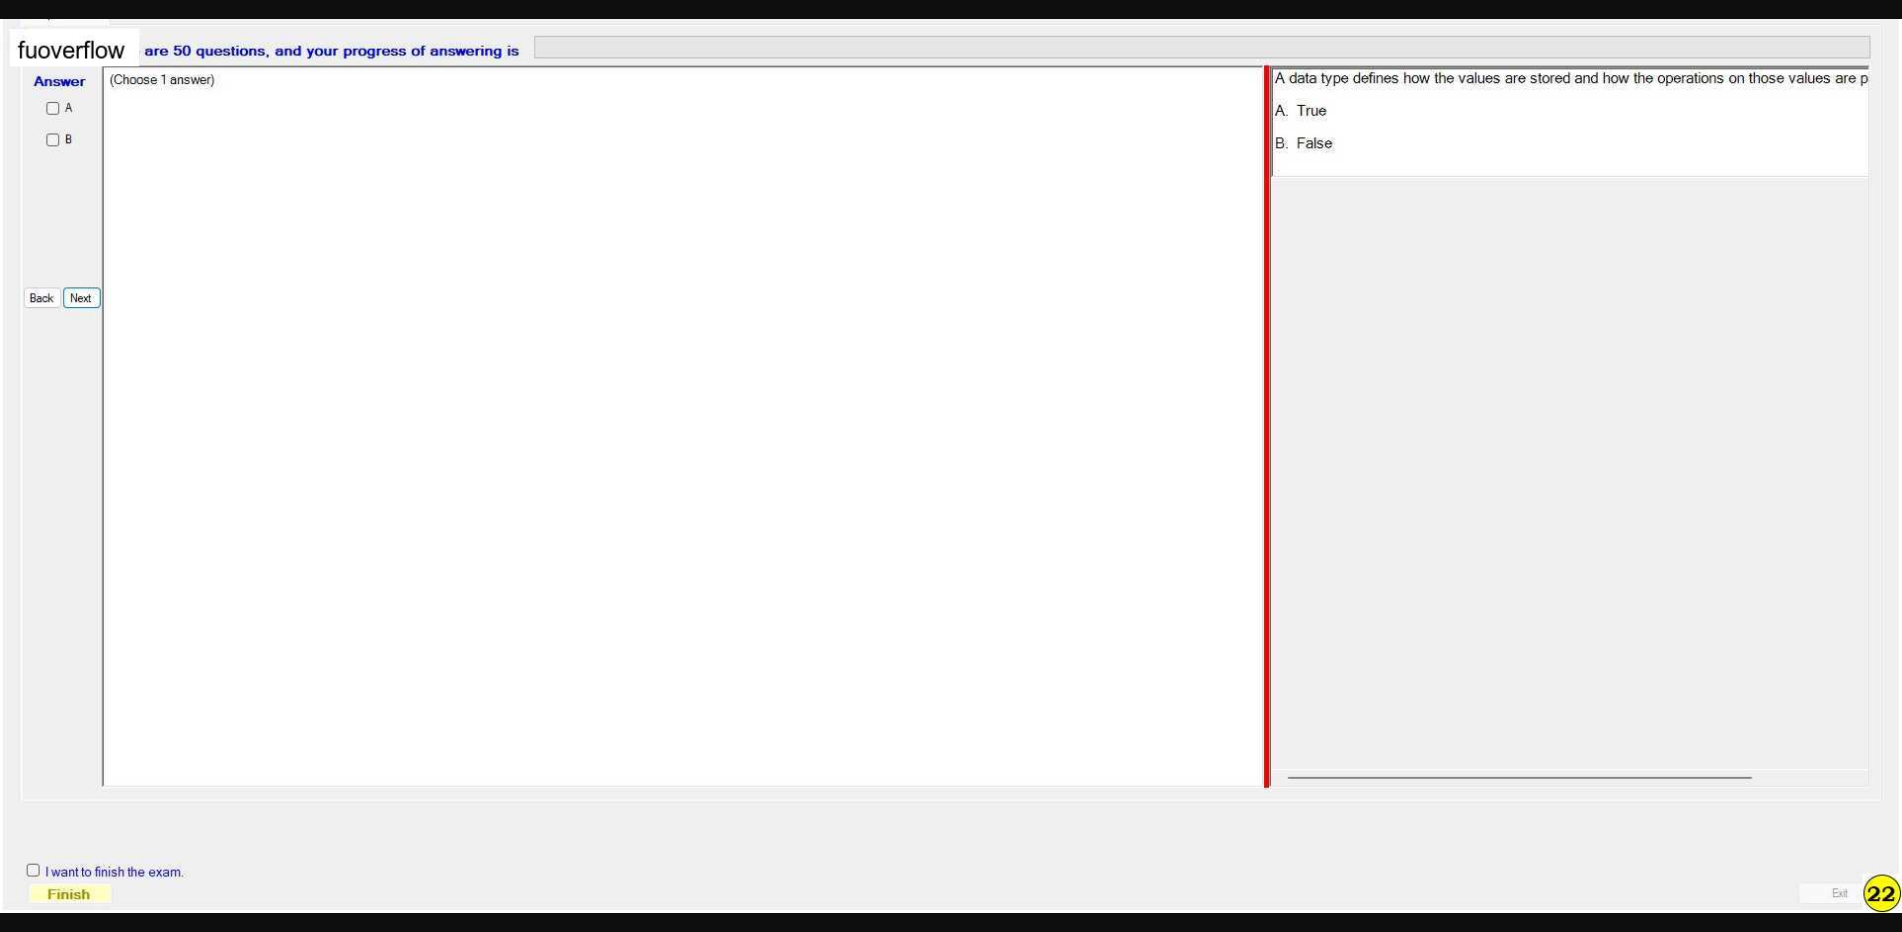 fuoverflow are 50 questions, and your progress of answering is
Answer
(Choose 1 answer)
A
B
Back Next
A data type defines how the values are stored and how the operations on those values are p
A. True
B. False
I want to finish the exam.
Finish
Exit
22